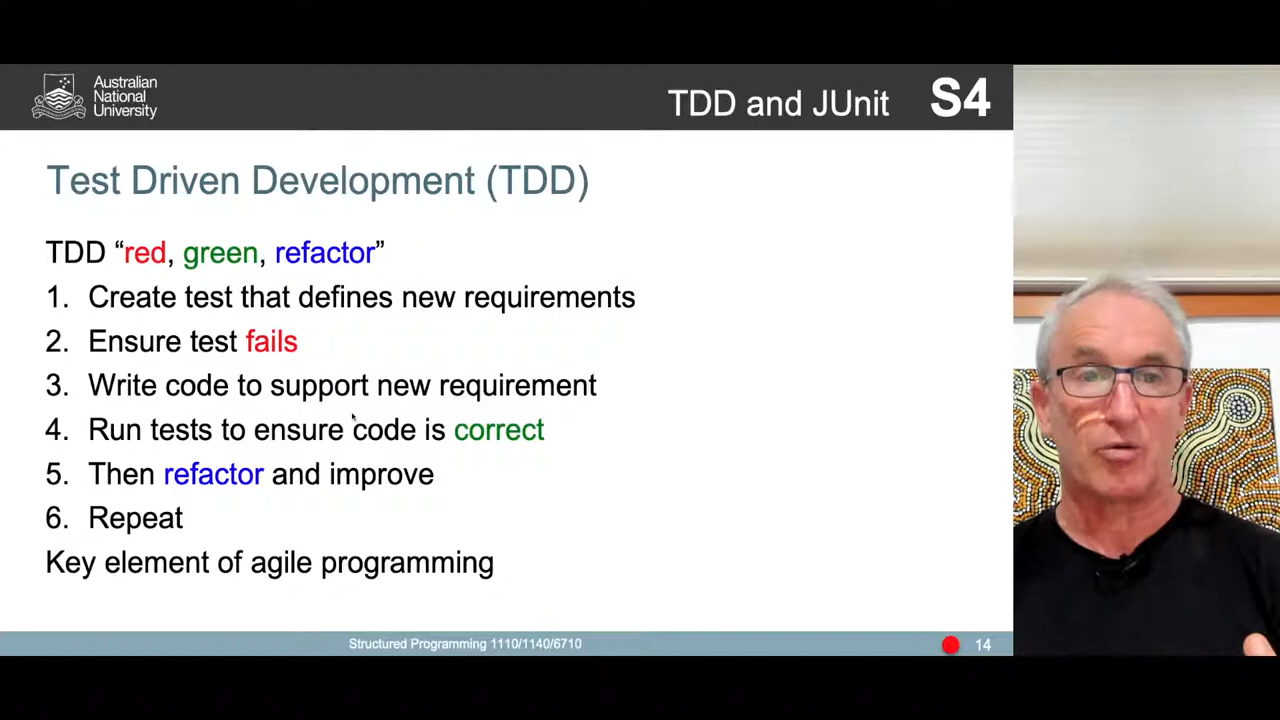 Australian
National
University
TDD and JUnit S4
Test Driven Development (TDD)
TDD “red, green, refactor”
1. Create test that defines new requirements
2. Ensure test fails
3. Write code to support new requirement
4. Run tests to ensure code is correct
5. Then refactor and improve
6. Repeat
Key element of agile programming
Structured Programming 1110/1140/6710
14